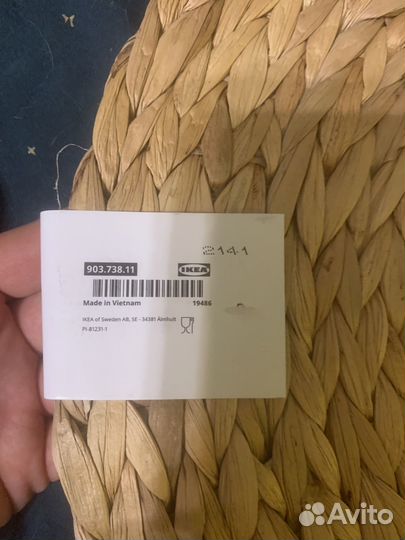 2141
903.738.11 IKEA
Made in Vietnam 19486
IKEA of Sweden AB, SE - 34381 Älmhult
PI-81231-1
Avito